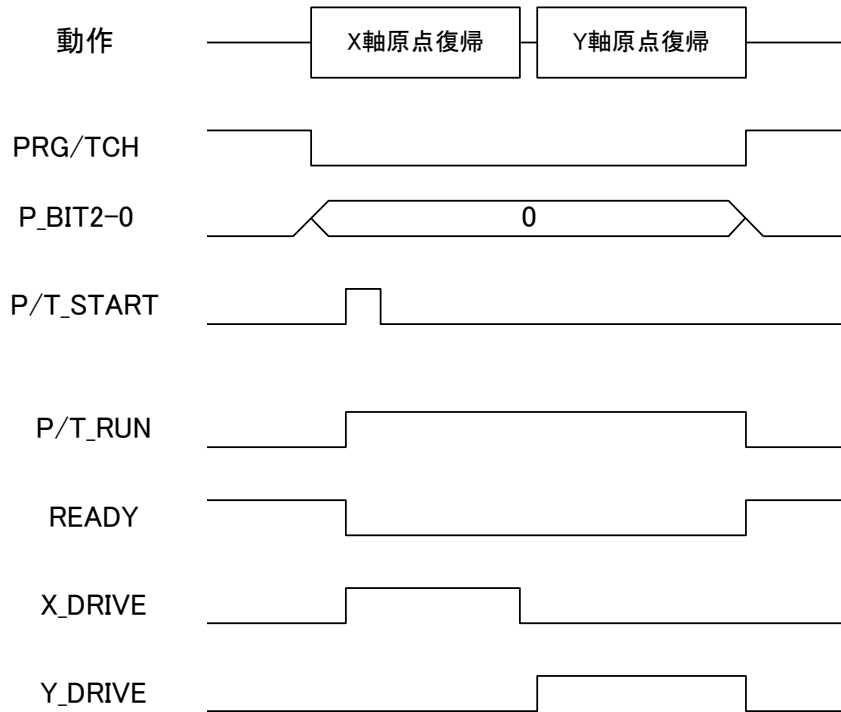 動作
X軸原点復帰
Y軸原点復帰
PRG/TCH
P_BIT2-0
0
P/T_START
P/T_RUN
READY
X_DRIVE
Y_DRIVE